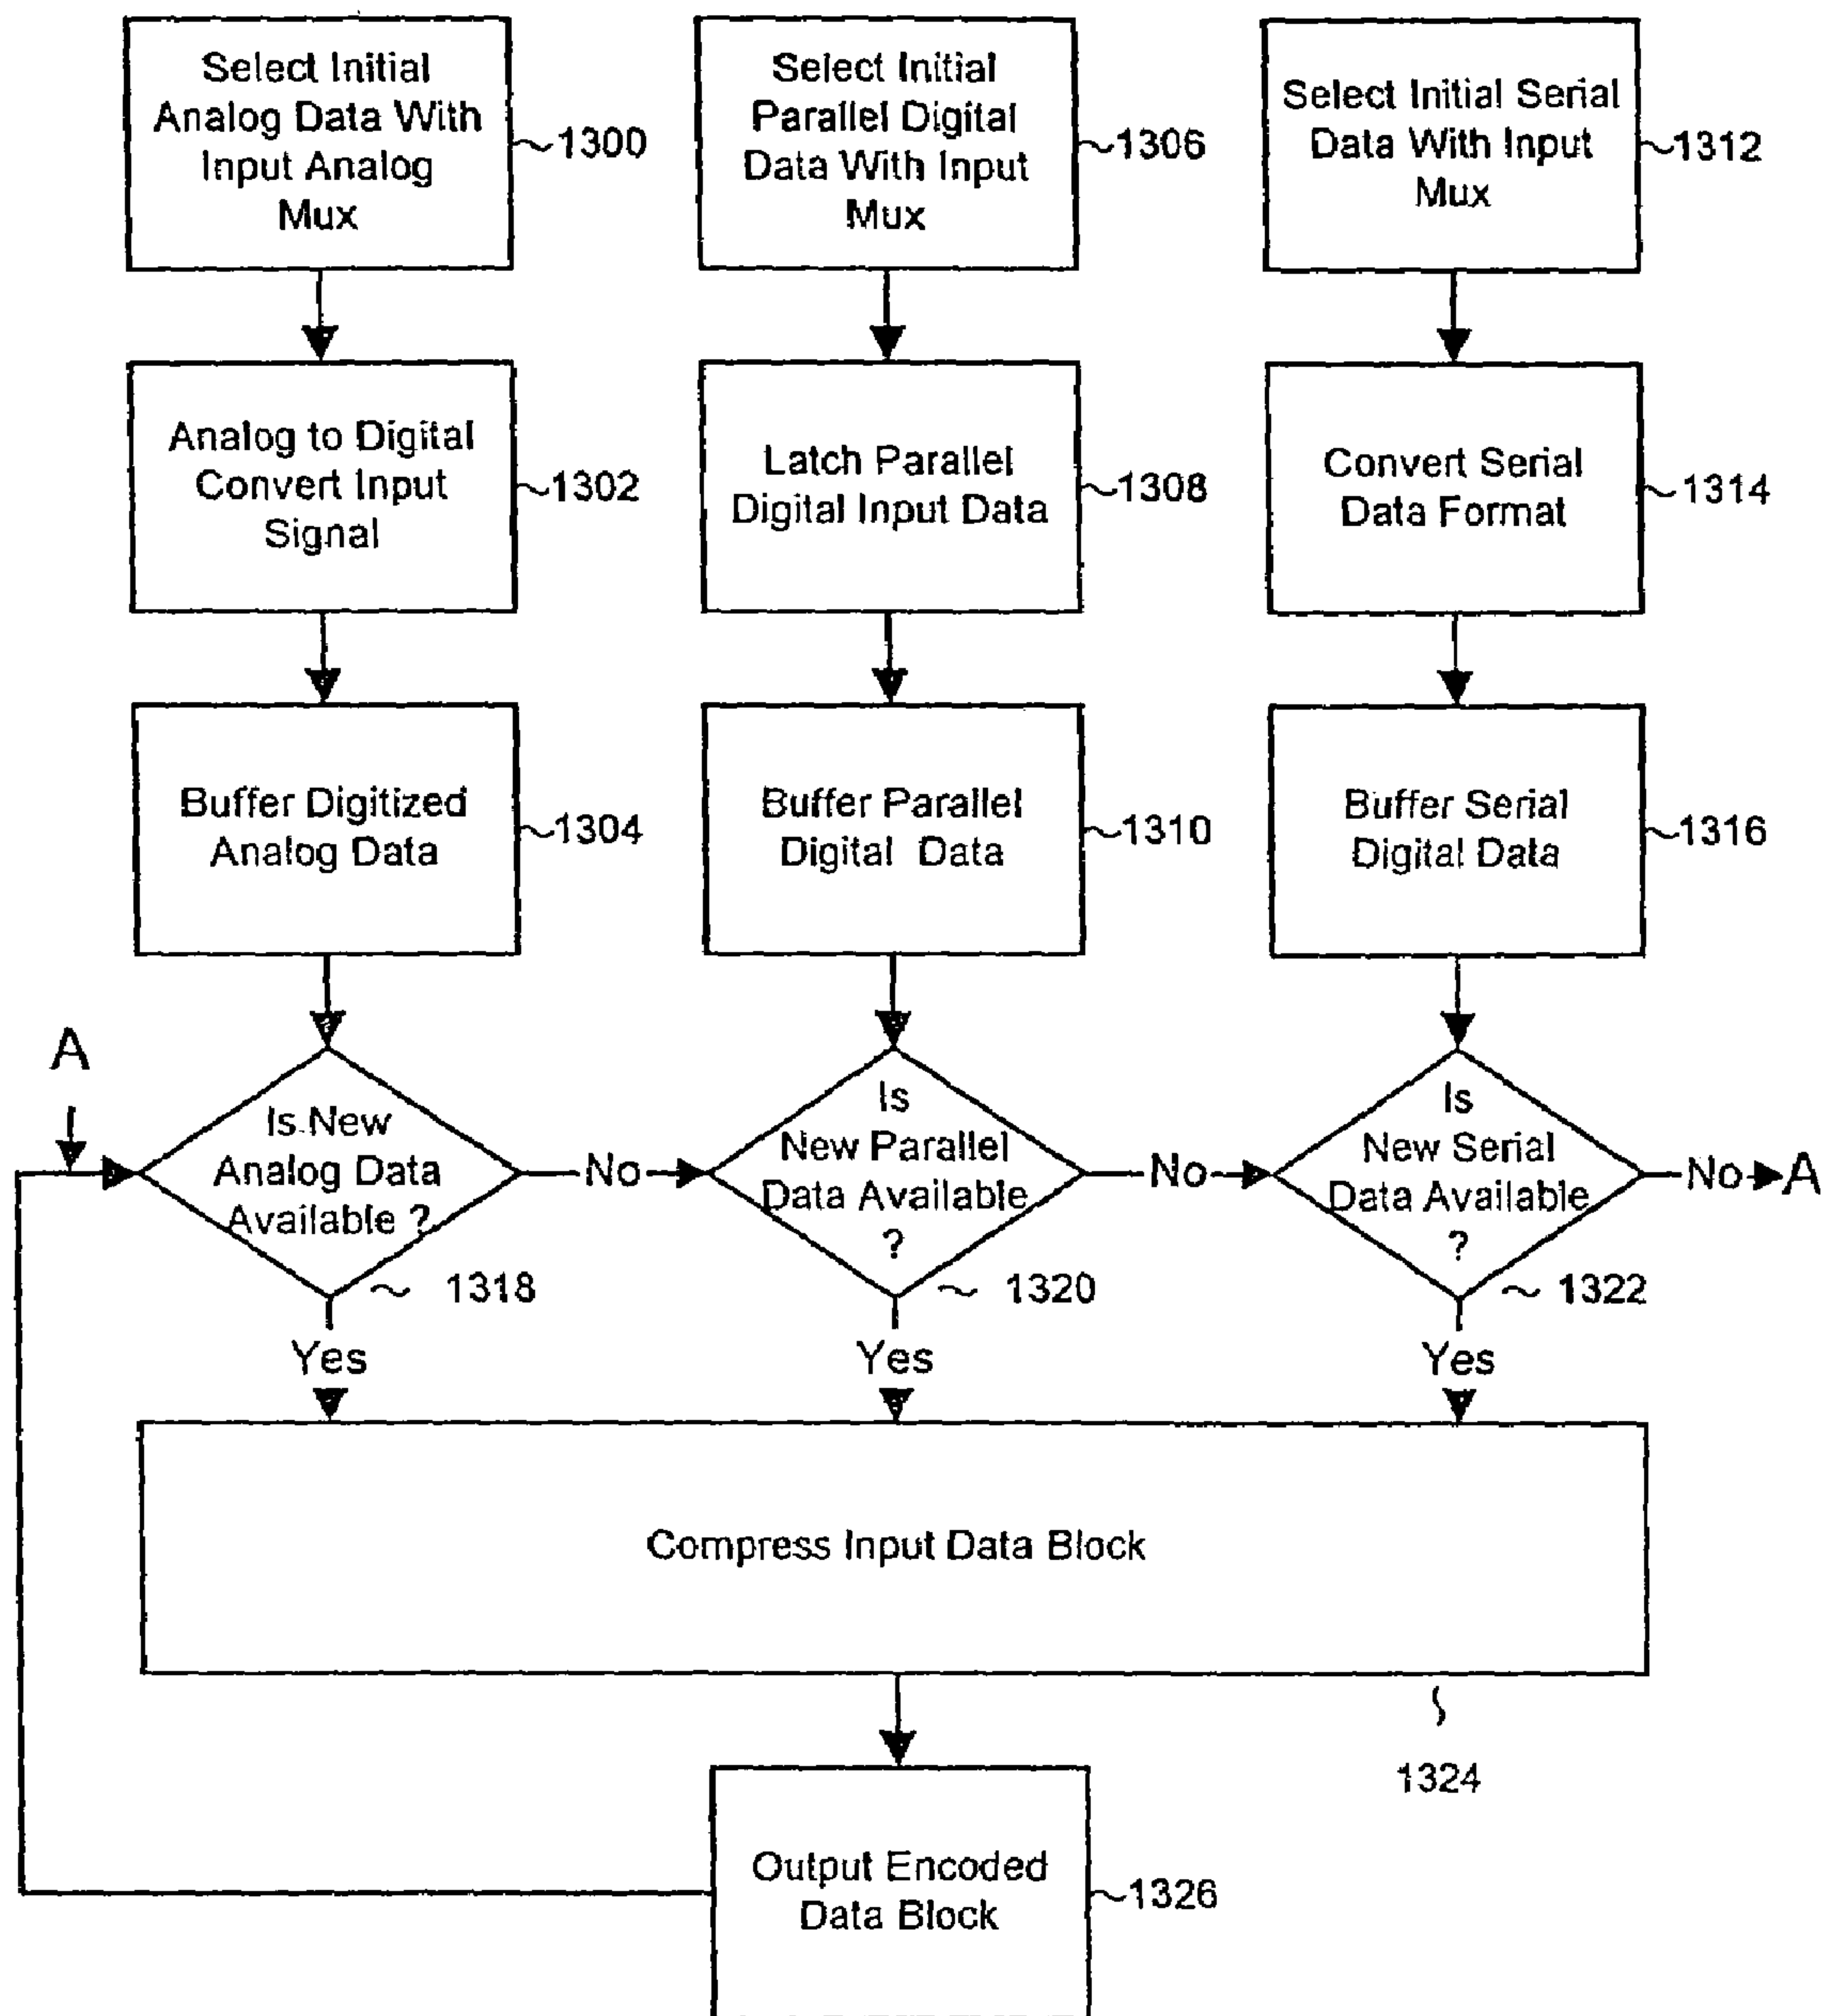 Select Initial
Analog Data With
Input Analog
Mux
1300
Select Initial
Parallel Digital
Data With Input
Mux
1306
Select Initial Serial
Data With Input
Mux
1312
Analog to Digital
Convert Input
Signal
1302
Latch Parallel
Digital Input Data
1308
Convert Serial
Data Format
1314
Buffer Digitized
Analog Data
1304
Buffer Parallel
Digital Data
1310
Buffer Serial
Digital Data
1316
A
Is New
Analog Data
Available ?
1318
No
Is
New Parallel
Data Available
?
1320
No
Is
New Serial
Data Available
?
1322
No
A
Yes
Yes
Yes
Compress Input Data Block
1324
Output Encoded
Data Block
1326